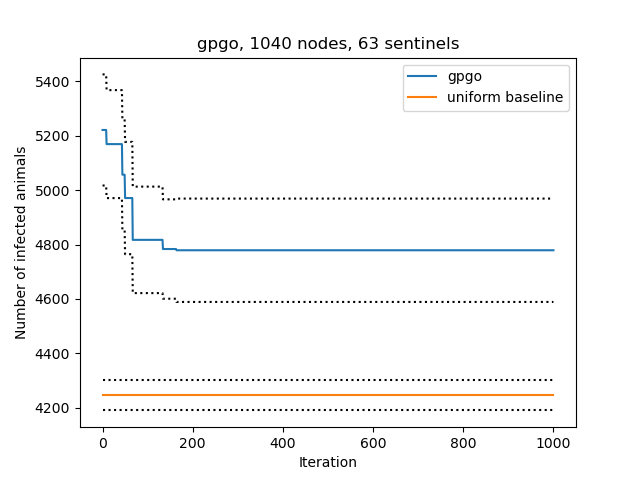 gpgo, 1040 nodes, 63 sentinels
gpgo
uniform baseline
Number of infected animals
5400
5200
5000
4800
4600
4400
4200
0 200 400 600 800 1000
Iteration